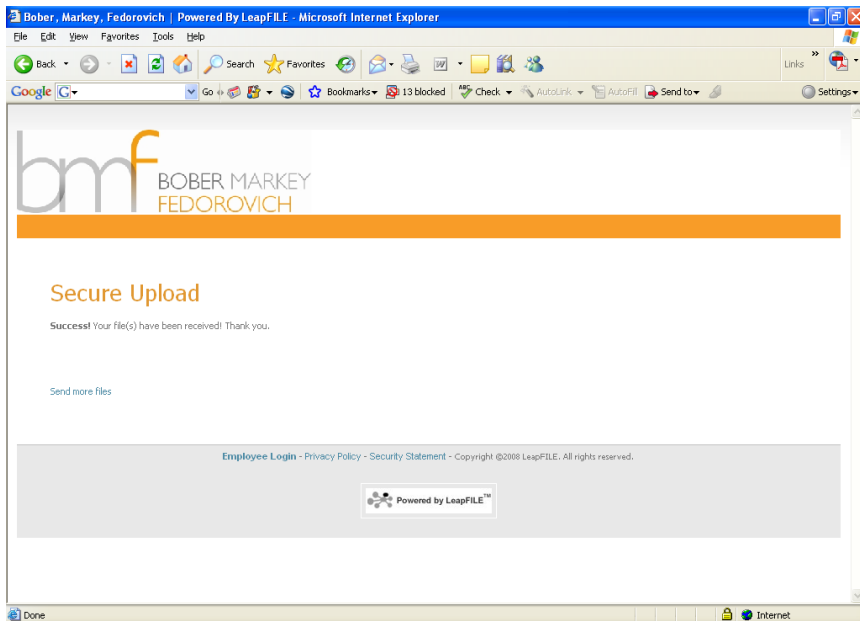 Bober, Markey, Fedorovich | Powered By LeapFILE - Microsoft Internet Explorer
File Edit View Favorites Tools Help
Back Search Favorites Links »
Google G Go Bookmarks 13 blocked ABC Check AutoLink AutoFill Send to Settings
bmf BOBER MARKEY
FEDOROVICH
Secure Upload
Success! Your file(s) have been received! Thank you.
Send more files
Employee Login - Privacy Policy - Security Statement - Copyright ©2008 LeapFILE. All rights reserved.
Powered by LeapFILE™
Done Internet